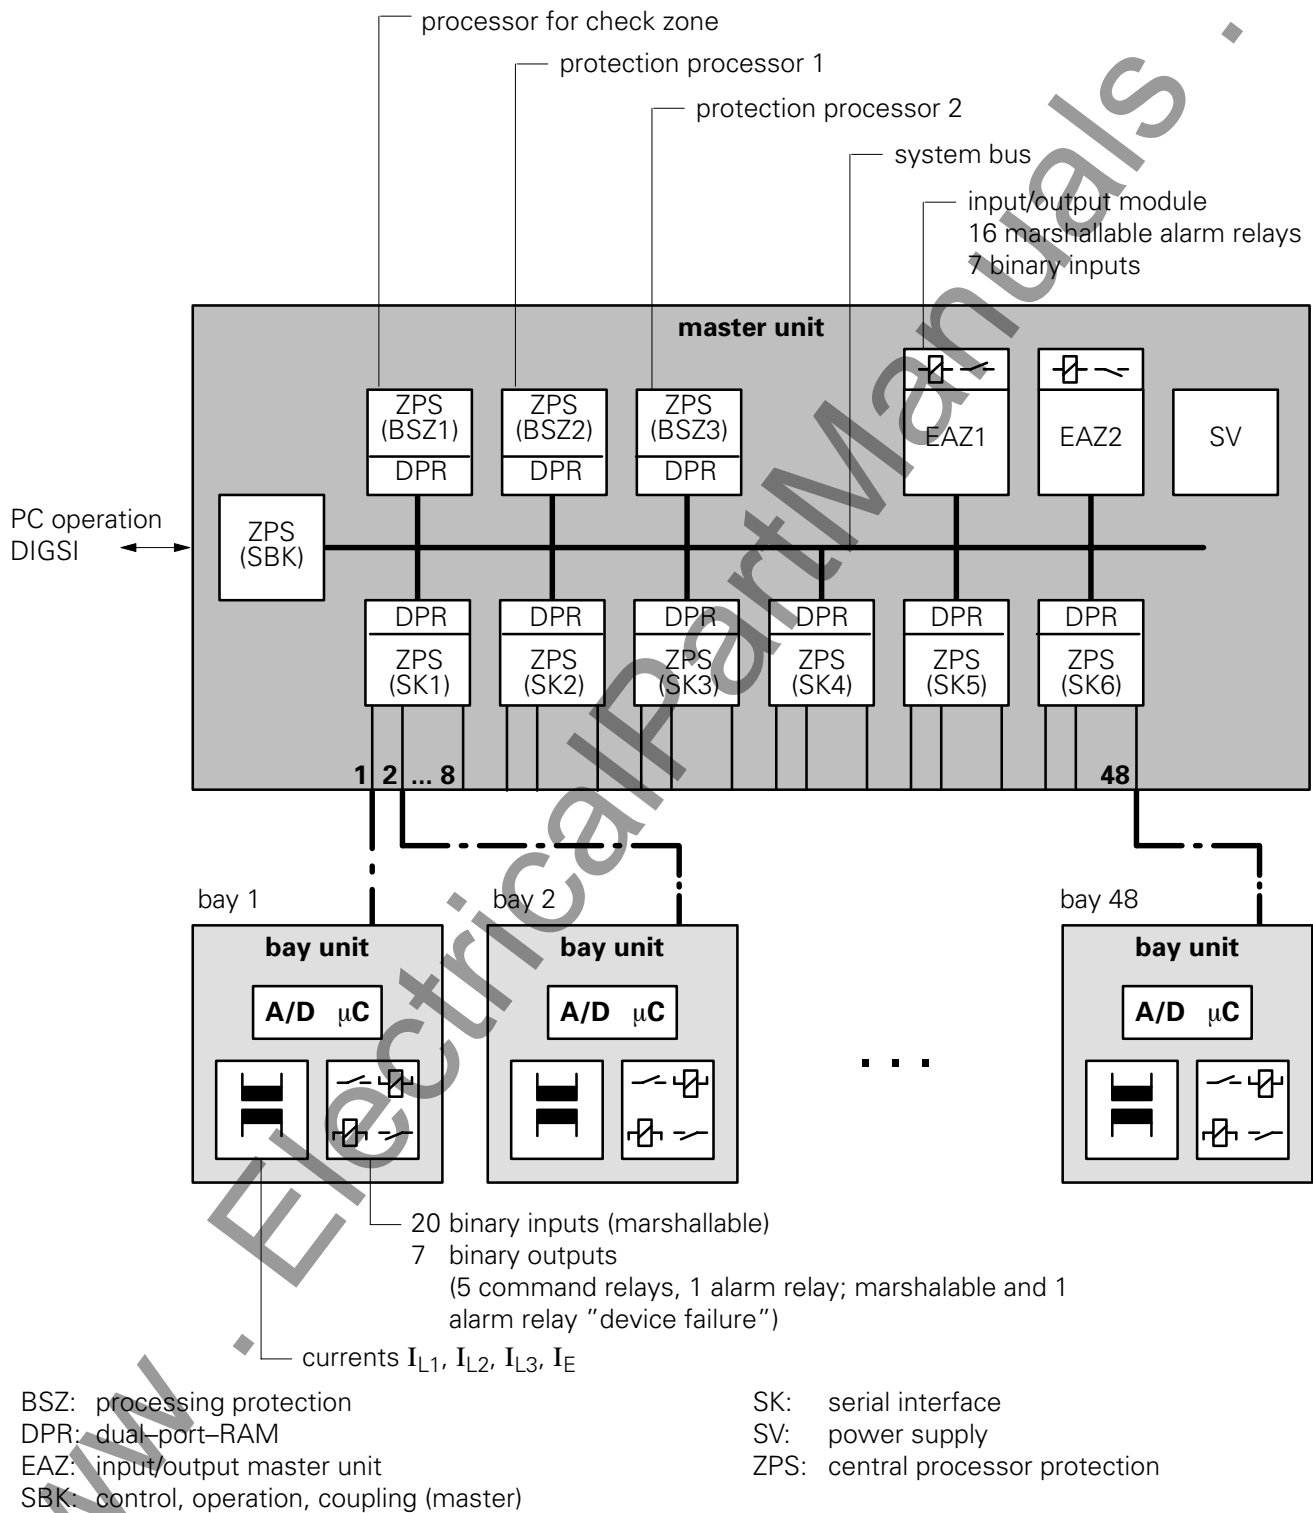 processor for check zone
protection processor 1
protection processor 2
system bus
input/output module
16 marshallable alarm relays
7 binary inputs
master unit
ZPS
(BSZ1)
DPR
ZPS
(BSZ2)
DPR
ZPS
(BSZ3)
DPR
EAZ1
EAZ2
SV
PC operation
DIGSI
ZPS
(SBK)
DPR
ZPS
(SK1)
DPR
ZPS
(SK2)
DPR
ZPS
(SK3)
DPR
ZPS
(SK4)
DPR
ZPS
(SK5)
DPR
ZPS
(SK6)
1 2 ... 8
48
bay 1
bay 2
bay 48
bay unit
A/D µC
bay unit
A/D µC
. . .
bay unit
A/D µC
20 binary inputs (marshallable)
7 binary outputs
(5 command relays, 1 alarm relay; marshalable and 1
alarm relay ”device failure”)
currents IL1, IL2, IL3, IE
BSZ: processing protection
DPR: dual–port–RAM
EAZ: input/output master unit
SBK: control, operation, coupling (master)
SK: serial interface
SV: power supply
ZPS: central processor protection
www . ElectricalPartManuals .